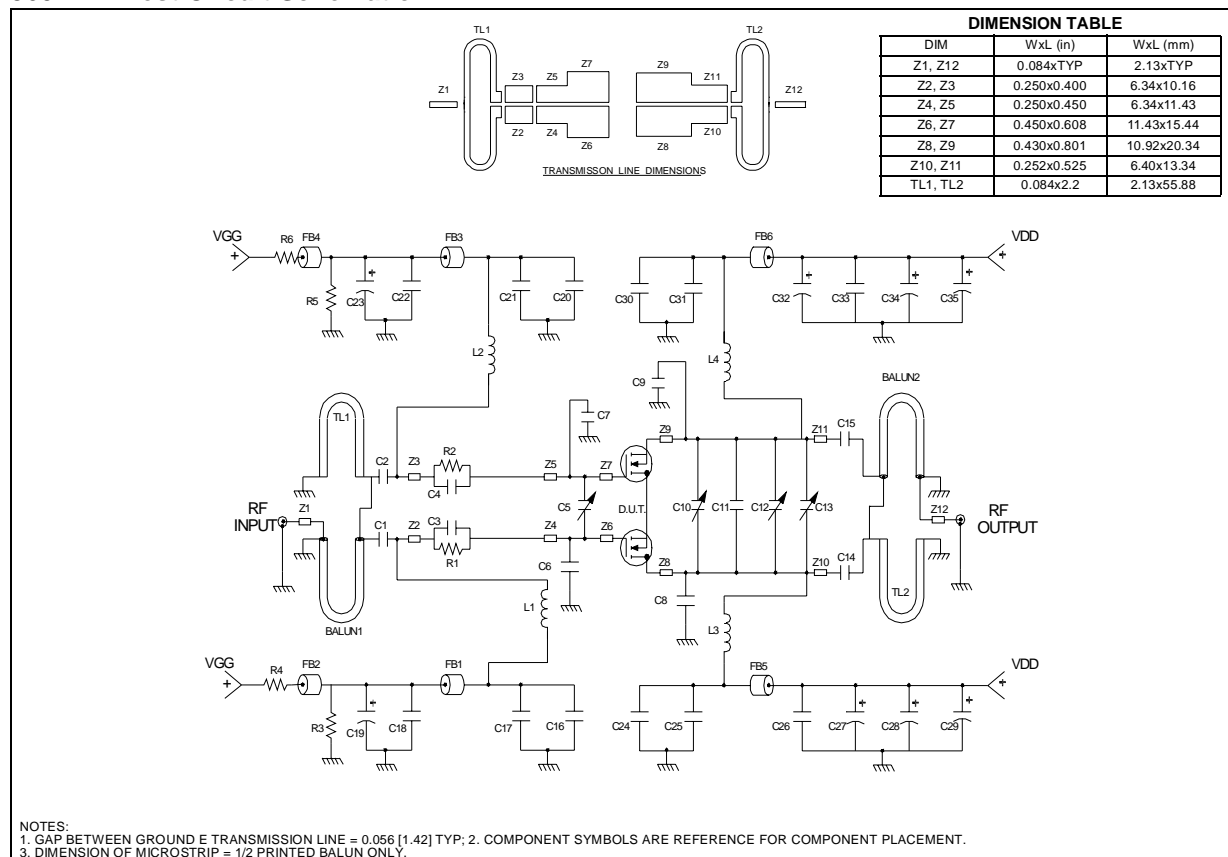 TL1
TL2
Z1
Z3
Z5
Z7
Z9
Z11
Z12
Z2
Z4
Z6
Z8
Z10
TRANSMISSON LINE DIMENSIONS
DIMENSION TABLE
DIM WxL (in) WxL (mm)
Z1, Z12 0.084xTYP 2.13xTYP
Z2, Z3 0.250x0.400 6.34x10.16
Z4, Z5 0.250x0.450 6.34x11.43
Z6, Z7 0.450x0.608 11.43x15.44
Z8, Z9 0.430x0.801 10.92x20.34
Z10, Z11 0.252x0.525 6.40x13.34
TL1, TL2 0.084x2.2 2.13x55.88
VGG
+
R6
FB4
FB3
FB6
VDD
+
R5
C23
+
C22
C21
C20
C30
C31
C32
+
C33
C34
+
C35
+
L2
L4
C9
BALUN2
TL1
C7
C2
Z3
R2
C4
Z5
Z7
Z9
Z11
C15
RF
INPUT
Z1
C5
D.U.T.
C10
C11
C12
C13
Z12
RF
OUTPUT
C1
Z2
C3
R1
Z4
Z6
C6
Z8
C8
Z10
C14
TL2
BALUN1
L1
L3
VGG
+
R4
FB2
FB1
FB5
VDD
+
R3
C19
+
C18
C17
C16
C24
C25
C26
C27
+
C28
+
C29
+
NOTES:
1. GAP BETWEEN GROUND E TRANSMISSION LINE = 0.056 [1.42] TYP; 2. COMPONENT SYMBOLS ARE REFERENCE FOR COMPONENT PLACEMENT.
3. DIMENSION OF MICROSTRIP = 1/2 PRINTED BALUN ONLY.